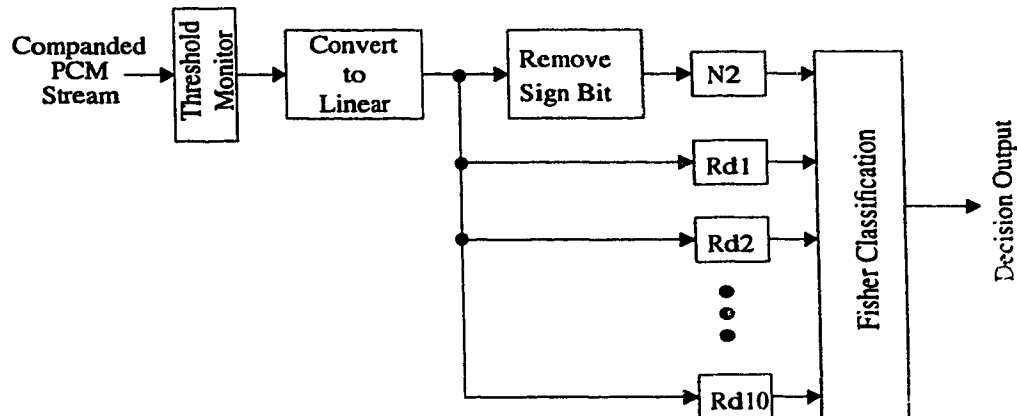 Companded
PCM
Stream
Threshold
Monitor
Convert
to
Linear
Remove
Sign Bit
N2
Rd1
Rd2
Rd10
Fisher Classification
Decision Output